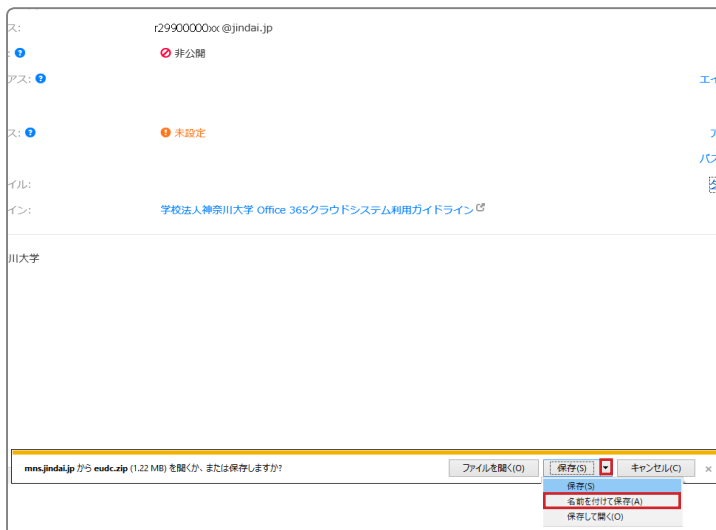 ス: r29900000xx @jindai.jp
: 非公開
アス:
エイ
ス: 未設定
パス
イル:
イン: 学校法人神奈川大学 Office 365クラウドシステム利用ガイドライン
川大学
mns.jindai.jp から eudc.zip (1.22 MB) を開くか、または保存しますか? ファイルを開く(O) 保存(S) キャンセル(C) ×
保存(S)
名前を付けて保存(A)
保存して開く(O)